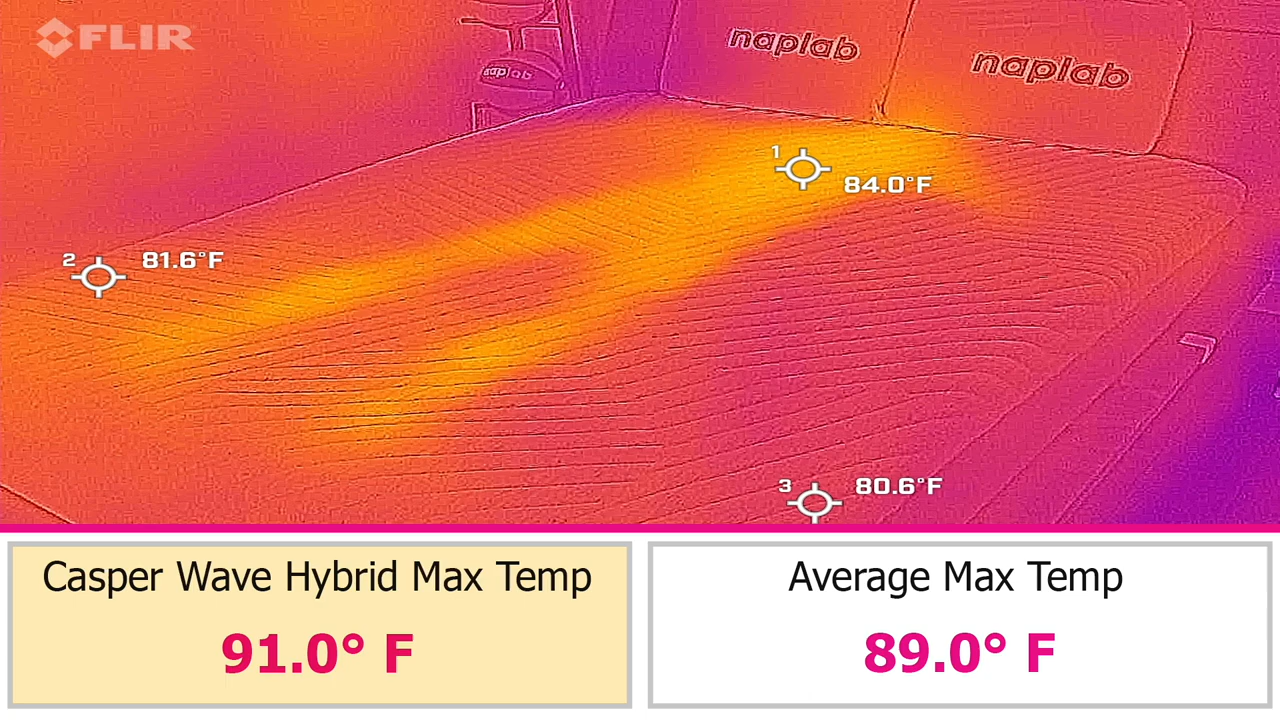 FLIR
naplab
naplab
naplab
1
84.0°F
2
81.6°F
3
80.6°F
Casper Wave Hybrid Max Temp
91.0° F
Average Max Temp
89.0° F